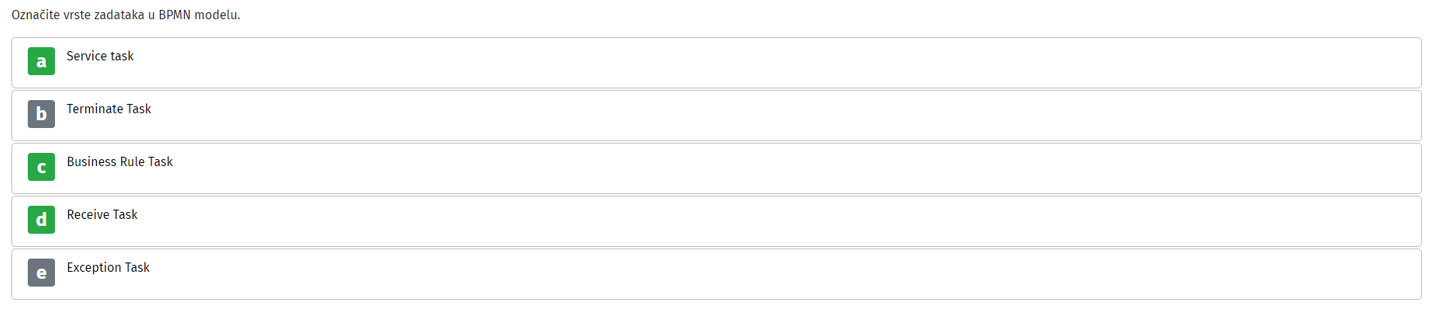 Označite vrste zadataka u BPMN modelu.
a Service task
b Terminate Task
c Business Rule Task
d Receive Task
e Exception Task